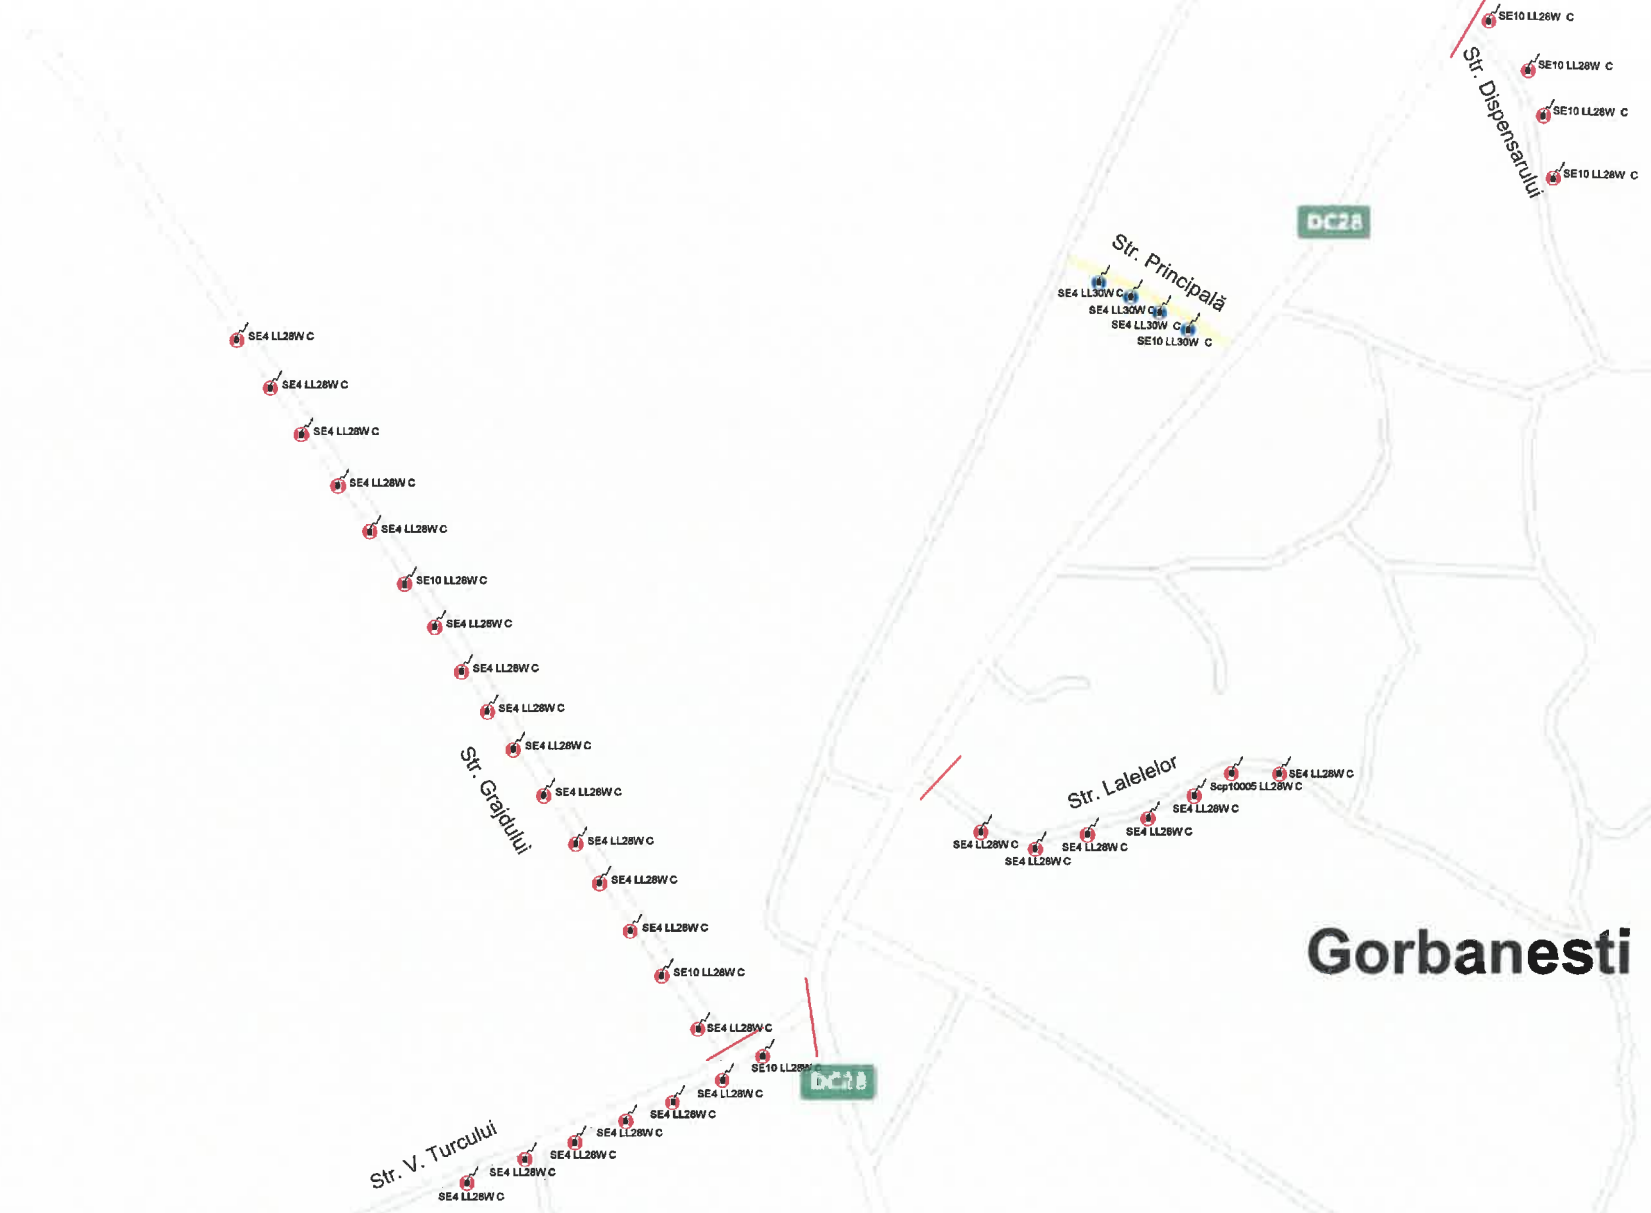 SE10 LL28W C
SE10 LL28W C
SE10 LL28W C
SE10 LL28W C
Str. Dispensarului
DC28
Str. Principală
SE4 LL30W C
SE4 LL30W C
SE4 LL30W C
SE10 LL30W C
SE4 LL28W C
SE4 LL28W C
SE4 LL28W C
SE4 LL28W C
SE4 LL28W C
SE10 LL28W C
SE4 LL28W C
SE4 LL28W C
SE4 LL28W C
SE4 LL28W C
SE4 LL28W C
SE4 LL28W C
SE4 LL28W C
SE4 LL28W C
SE10 LL28W C
SE4 LL28W C
Str. Grajdului
Str. Lalelelor
SE4 LL28W C
Scp10005 LL28W C
SE4 LL28W C
SE4 LL28W C
SE4 LL28W C
SE4 LL28W C
SE4 LL28W C
Gorbanesti
SE10 LL28W C
DC28
SE4 LL28W C
SE4 LL28W C
SE4 LL28W C
SE4 LL28W C
SE4 LL28W C
SE4 LL28W C
Str. V. Turcului